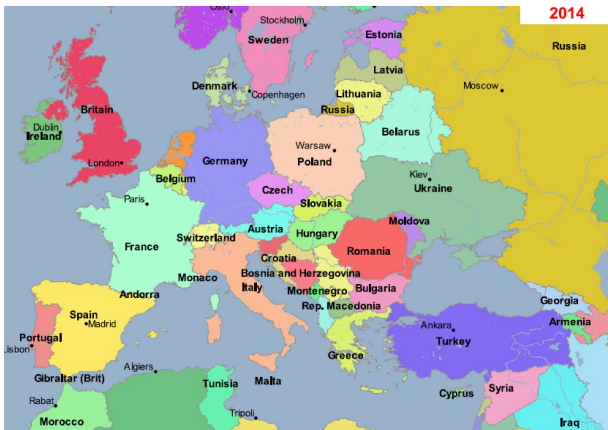 2014
Oslo
Stockholm
Sweden
Estonia
Russia
Latvia
Denmark
Copenhagen
Lithuania
Moscow
Russia
Britain
Dublin
Ireland
Belarus
London
Germany
Warsaw
Poland
Kiev
Ukraine
Belgium
Czech
Paris
Slovakia
Moldova
Austria
Hungary
Switzerland
France
Romania
Croatia
Monaco
Bosnia and Herzegovina
Italy
Montenegro
Bulgaria
Andorra
Rep. Macedonia
Georgia
Spain
Madrid
Armenia
Portugal
Lisbon
Ankara
Turkey
Greece
Algiers
Gibraltar (Brit)
Tunisia
Malta
Cyprus
Syria
Rabat
Tripoli
Morocco
Iraq